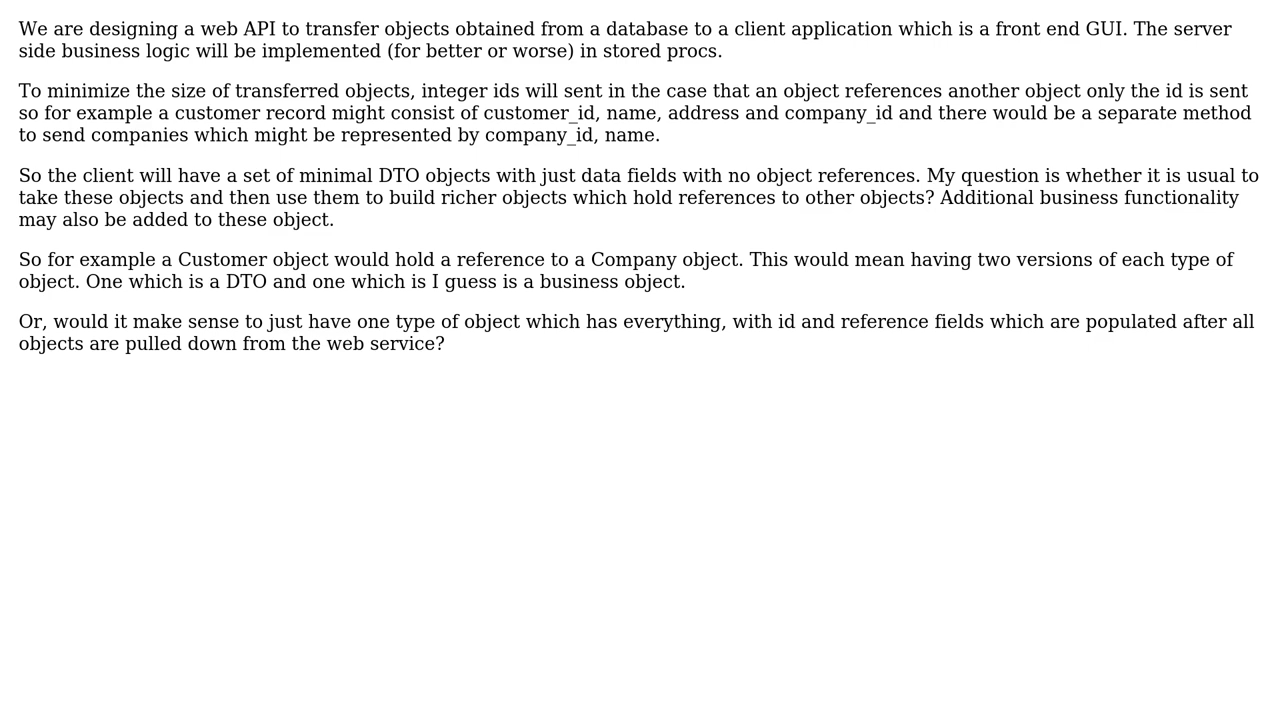 We are designing a web API to transfer objects obtained from a database to a client application which is a front end GUI. The server
side business logic will be implemented (for better or worse) in stored procs.
To minimize the size of transferred objects, integer ids will sent in the case that an object references another object only the id is sent
so for example a customer record might consist of customer_id, name, address and company_id and there would be a separate method
to send companies which might be represented by company_id, name.
So the client will have a set of minimal DTO objects with just data fields with no object references. My question is whether it is usual to
take these objects and then use them to build richer objects which hold references to other objects? Additional business functionality
may also be added to these object.
So for example a Customer object would hold a reference to a Company object. This would mean having two versions of each type of
object. One which is a DTO and one which is I guess is a business object.
Or, would it make sense to just have one type of object which has everything, with id and reference fields which are populated after all
objects are pulled down from the web service?